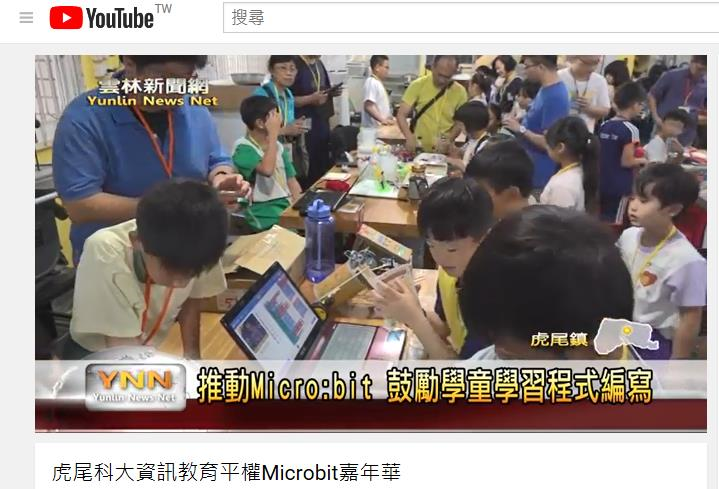 YouTube TW
搜尋
雲林新聞網
Yunlin News Net
虎尾鎮
YNN
Yunlin News Net
推動Micro:bit 鼓勵學童學習程式編寫
虎尾科大資訊教育平權Microbit嘉年華